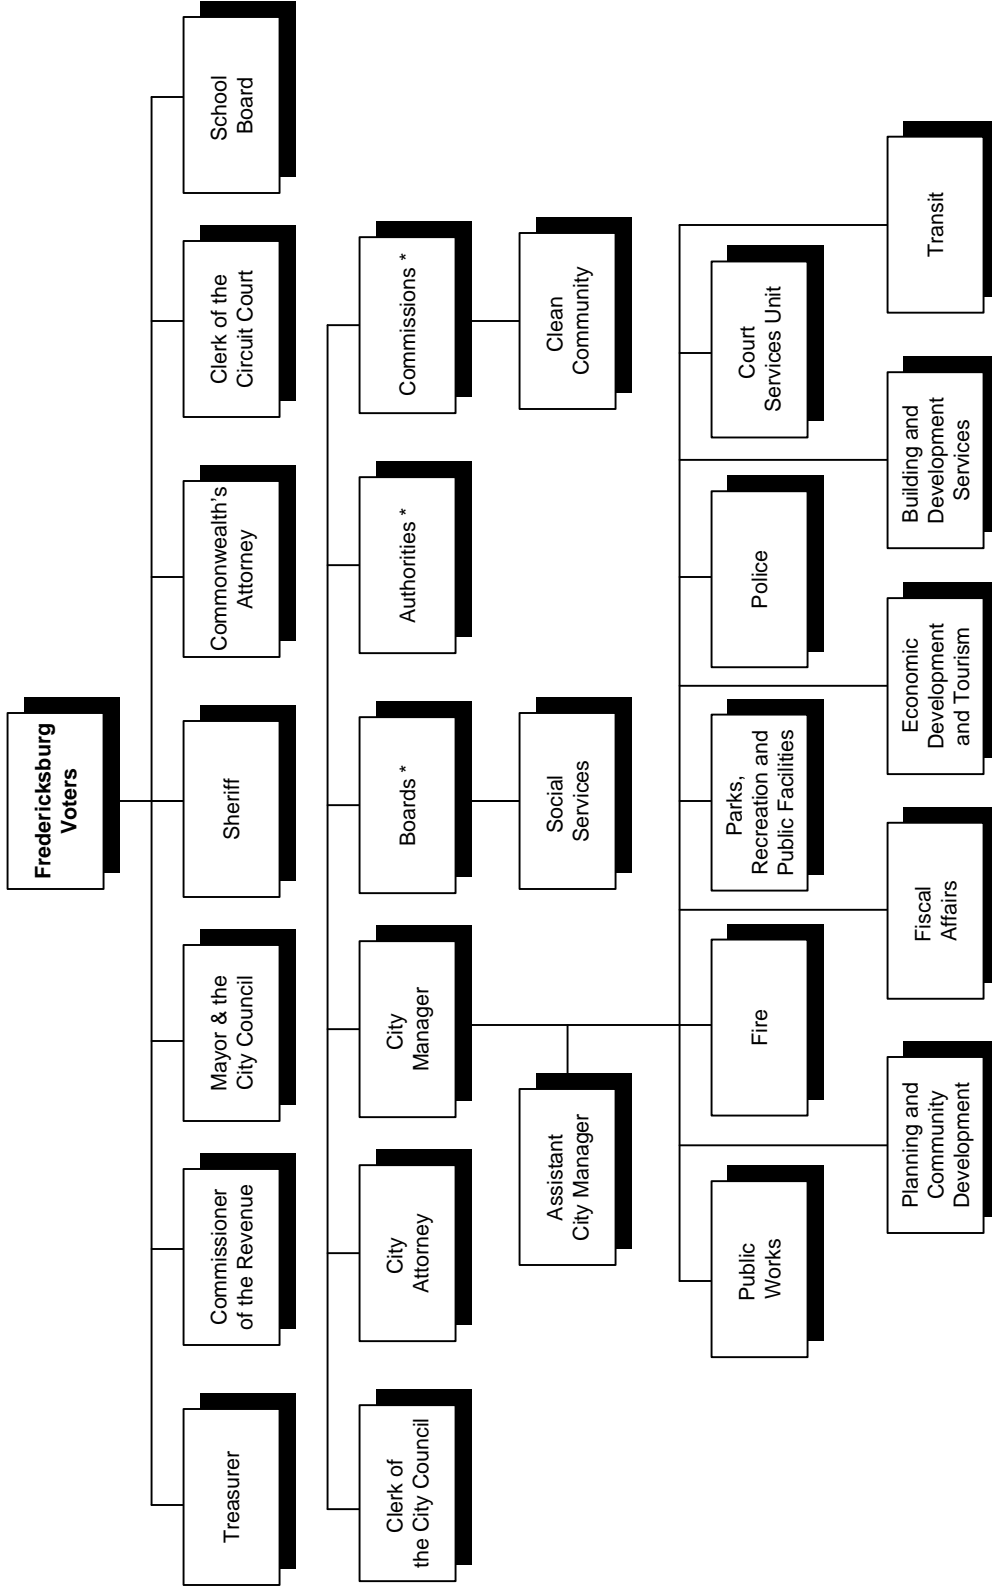 Fredericksburg
Voters
Treasurer
Commissioner
of the Revenue
Mayor & the
City Council
Sheriff
Commonwealth's
Attorney
Clerk of the
Circuit Court
School
Board
Clerk of
the City Council
City
Attorney
City
Manager
Boards *
Authorities *
Commissions *
Assistant
City Manager
Social
Services
Clean
Community
Public
Works
Fire
Parks,
Recreation and
Public Facilities
Police
Court
Services Unit
Planning and
Community
Development
Fiscal
Affairs
Economic
Development
and Tourism
Building and
Development
Services
Transit